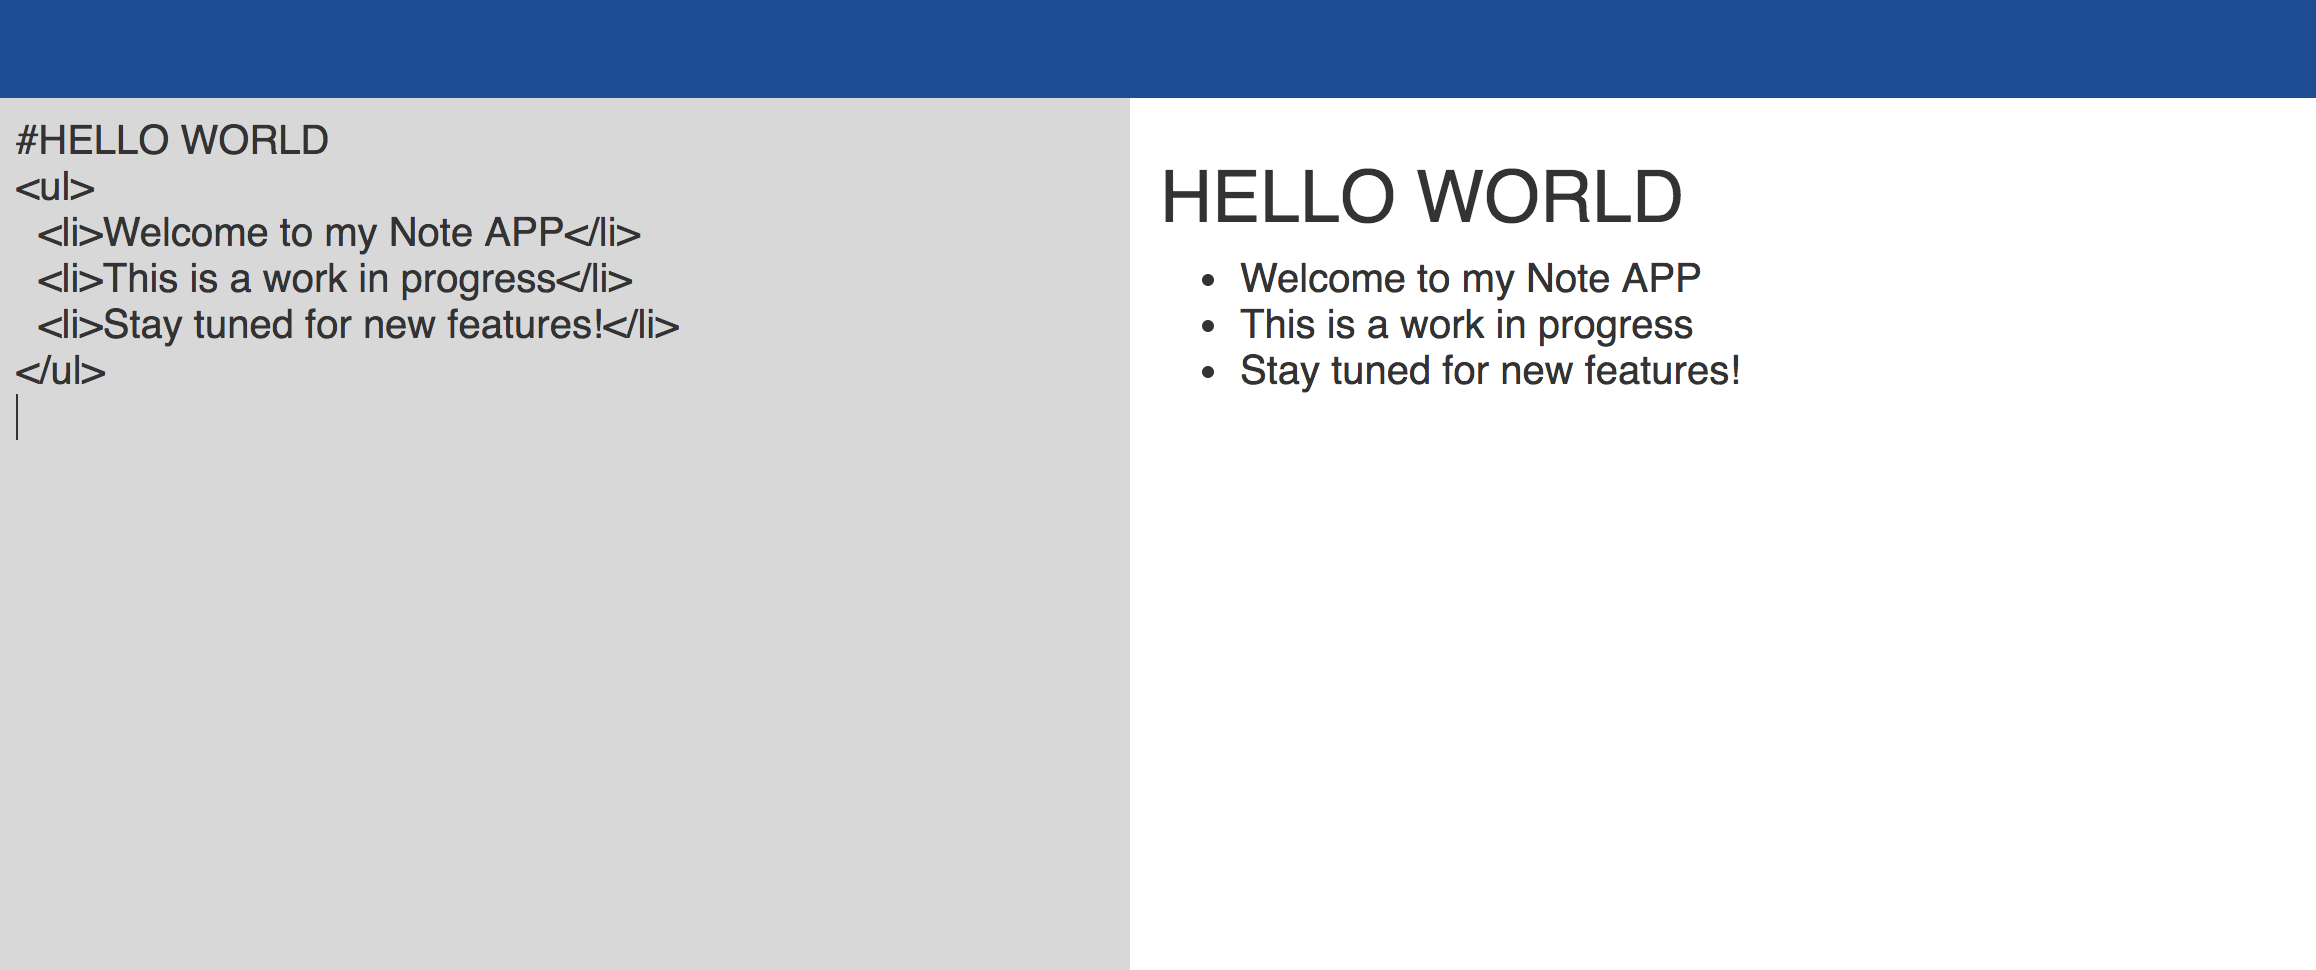 #HELLO WORLD
<ul>
  <li>Welcome to my Note APP</li>
  <li>This is a work in progress</li>
  <li>Stay tuned for new features!</li>
</ul>
HELLO WORLD
• Welcome to my Note APP
• This is a work in progress
• Stay tuned for new features!